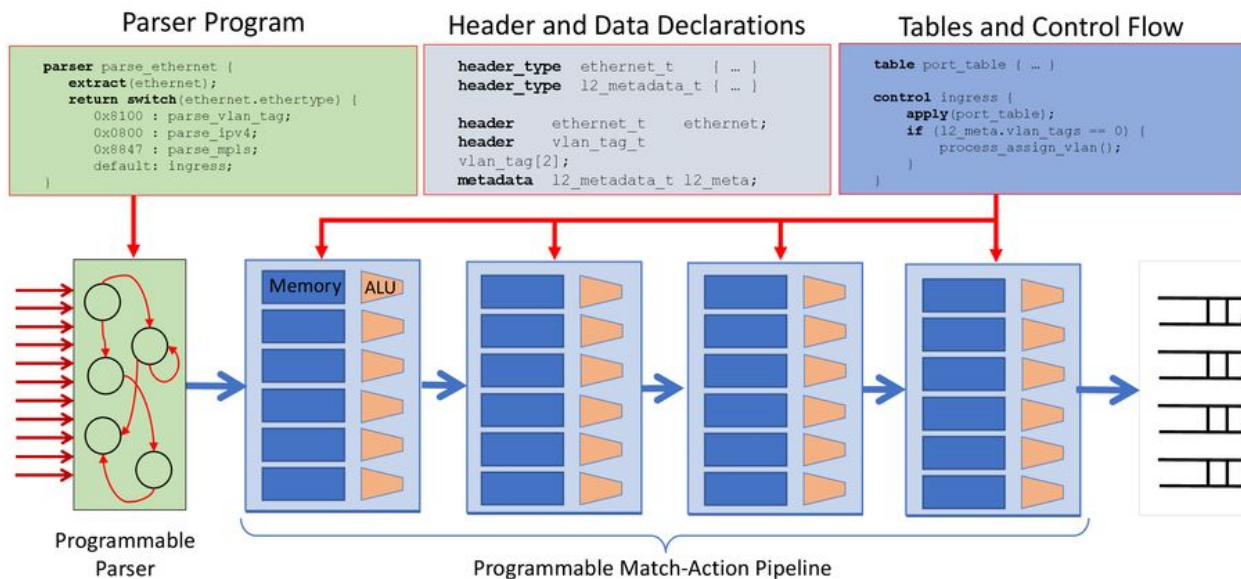 Parser Program
parser parse_ethernet {
extract(ethernet);
return switch(ethernet.ethertype) {
0x8100 : parse_vlan_tag;
0x0800 : parse_ipv4;
0x8847 : parse_mpls;
default: ingress;
}
Header and Data Declarations
header_type ethernet_t { … }
header_type l2_metadata_t { … }
header ethernet_t ethernet;
header vlan_tag_t
vlan_tag[2];
metadata l2_metadata_t l2_meta;
Tables and Control Flow
table port_table { … }
control ingress {
apply(port_table);
if (l2_meta.vlan_tags == 0) {
process_assign_vlan();
}
}
Memory
ALU
Programmable
Parser
Programmable Match-Action Pipeline